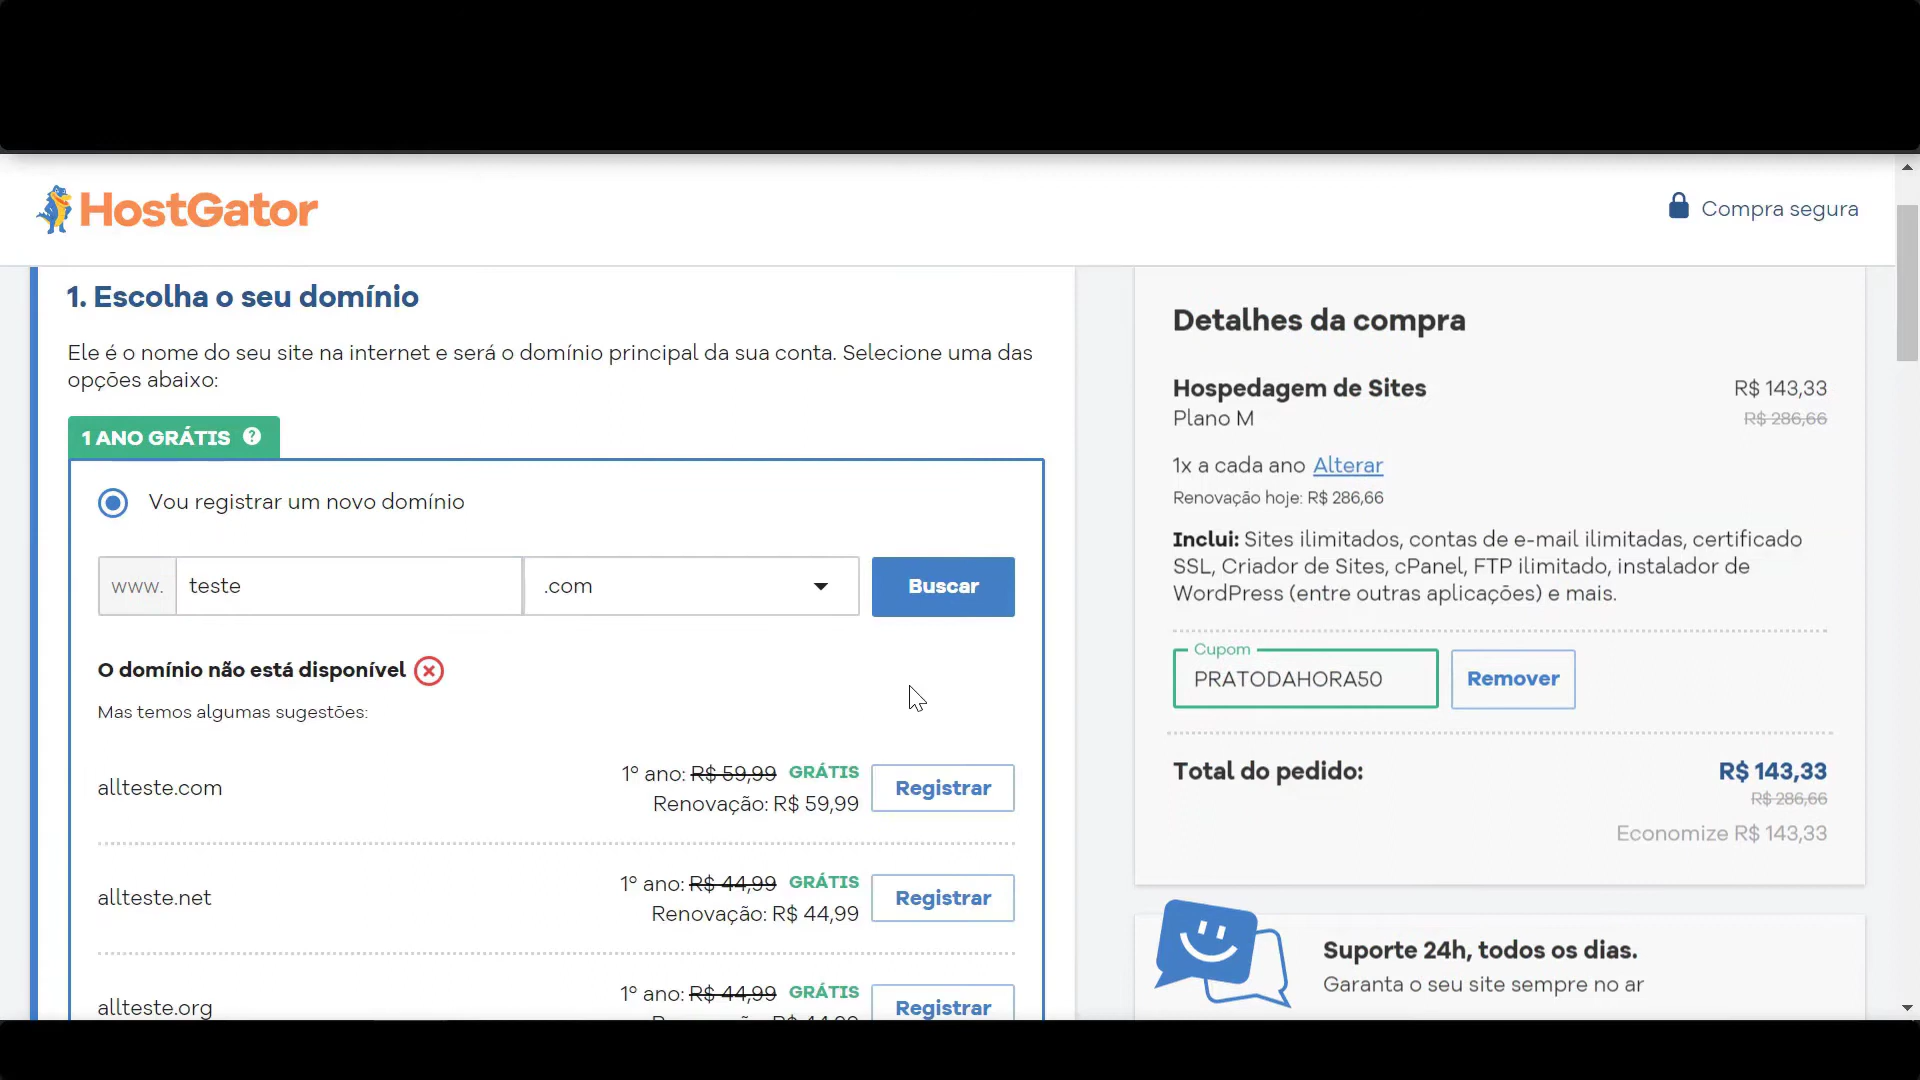 HostGator
Compra segura
1. Escolha o seu domínio
Ele é o nome do seu site na internet e será o domínio principal da sua conta. Selecione uma das
opções abaixo:
1 ANO GRÁTIS ?
Vou registrar um novo domínio
www. teste .com Buscar
O domínio não está disponível
Mas temos algumas sugestões:
allteste.com 1º ano: R$ 59,99 GRÁTIS Registrar
Renovação: R$ 59,99
allteste.net 1º ano: R$ 44,99 GRÁTIS Registrar
Renovação: R$ 44,99
allteste.org 1º ano: R$ 44,99 GRÁTIS Registrar
Detalhes da compra
Hospedagem de Sites R$ 143,33
Plano M R$ 286,66
1x a cada ano Alterar
Renovação hoje: R$ 286,66
Inclui: Sites ilimitados, contas de e-mail ilimitadas, certificado
SSL, Criador de Sites, cPanel, FTP ilimitado, instalador de
WordPress (entre outras aplicações) e mais.
Cupom
PRATODAHORA50 Remover
Total do pedido: R$ 143,33
R$ 286,66
Economize R$ 143,33
Suporte 24h, todos os dias.
Garanta o seu site sempre no ar